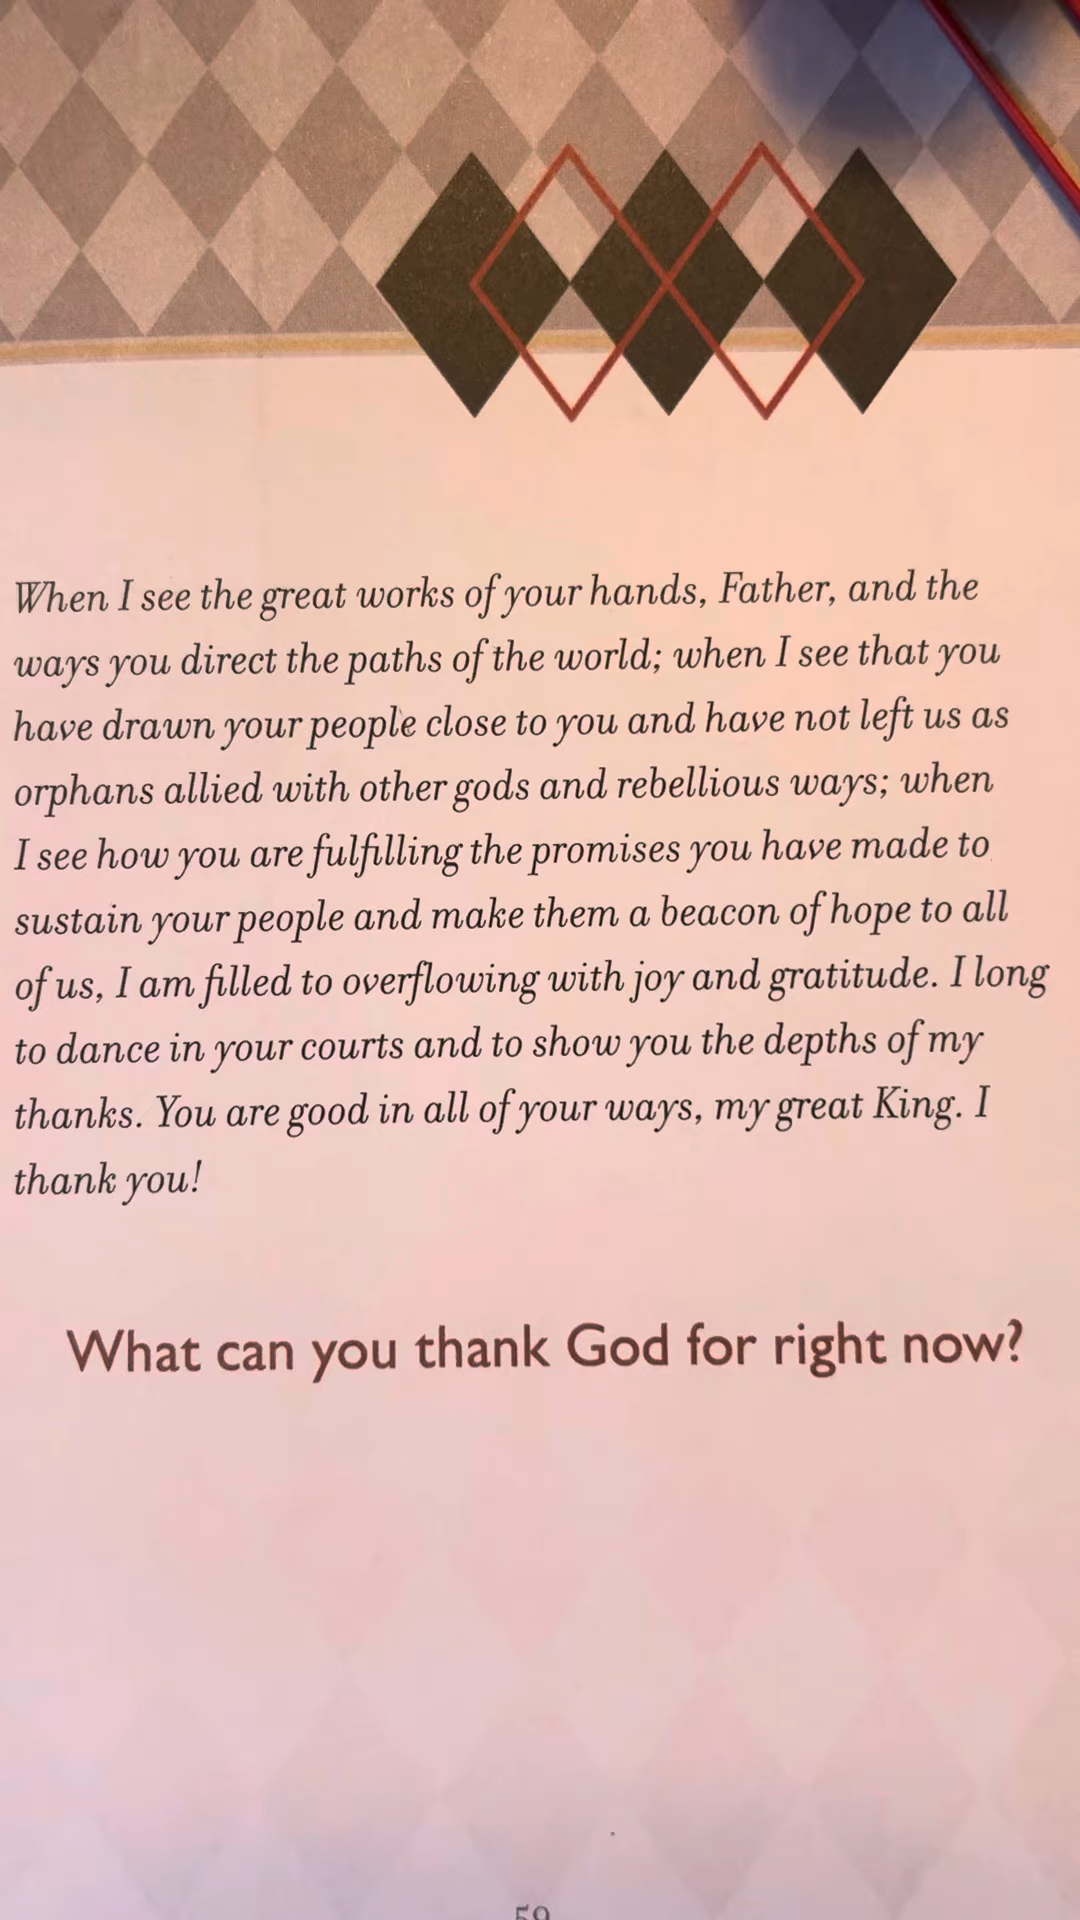 When I see the great works of your hands, Father, and the
ways you direct the paths of the world; when I see that you
have drawn your people close to you and have not left us as
orphans allied with other gods and rebellious ways; when
I see how you are fulfilling the promises you have made to
sustain your people and make them a beacon of hope to all
of us, I am filled to overflowing with joy and gratitude. I long
to dance in your courts and to show you the depths of my
thanks. You are good in all of your ways, my great King. I
thank you!
What can you thank God for right now?
59